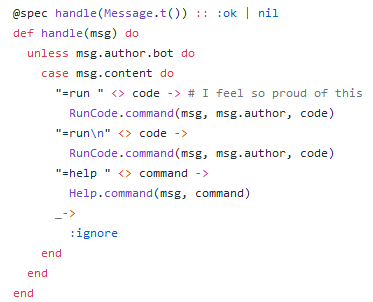 @spec handle(Message.t()) :: :ok | nil
def handle(msg) do
  unless msg.author.bot do
    case msg.content do
      "=run " <> code -> # I feel so proud of this
        RunCode.command(msg, msg.author, code)
      "=run\n" <> code ->
        RunCode.command(msg, msg.author, code)
      "=help " <> command ->
        Help.command(msg, command)
      _->
        :ignore
    end
  end
end